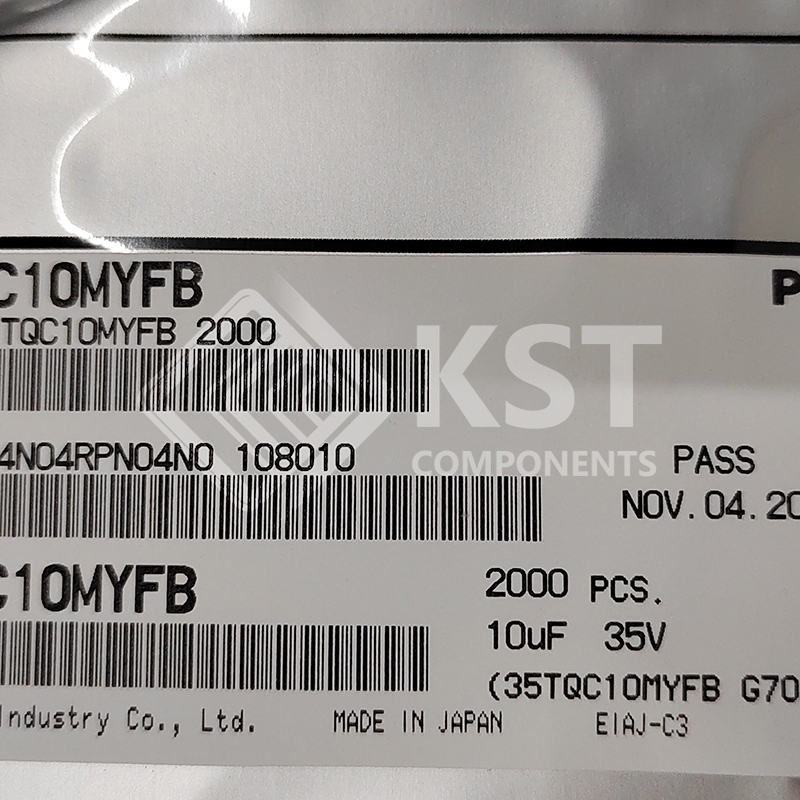 C10MYFB P
TQC10MYFB 2000
KST
COMPONENTS
4N04RPN04N0 108010 PASS
NOV.04.20
C10MYFB 2000 PCS.
10uF 35V
(35TQC10MYFB G70
Industry Co., Ltd. MADE IN JAPAN EIAJ-C3